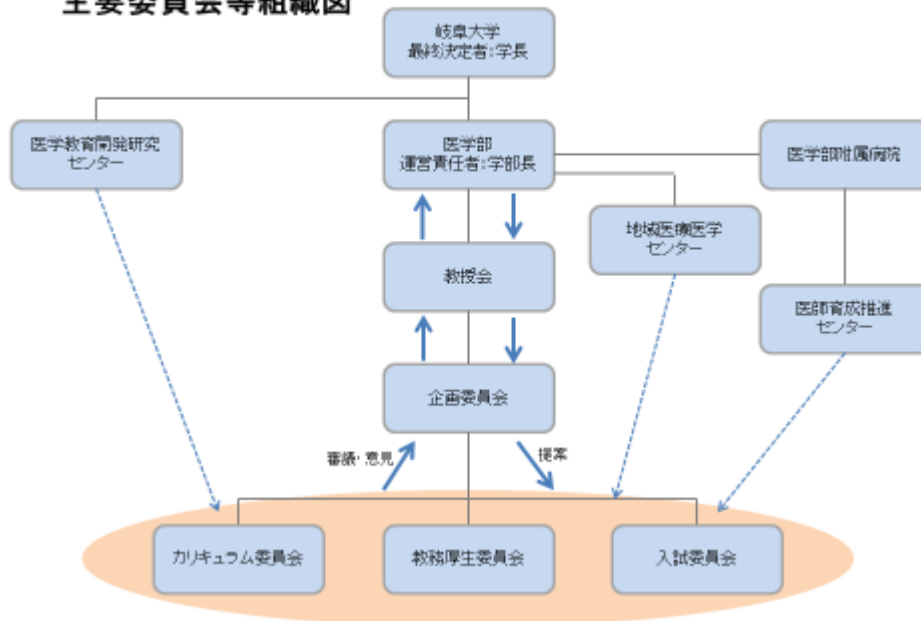 主要委員会等組織図
岐阜大学
最終決定者:学長
医学教育開発研究
センター
医学部
運営責任者:学部長
医学部附属病院
地域医療医学
センター
教授会
医師育成推進
センター
企画委員会
審議・意見
提案
カリキュラム委員会
教務厚生委員会
入試委員会